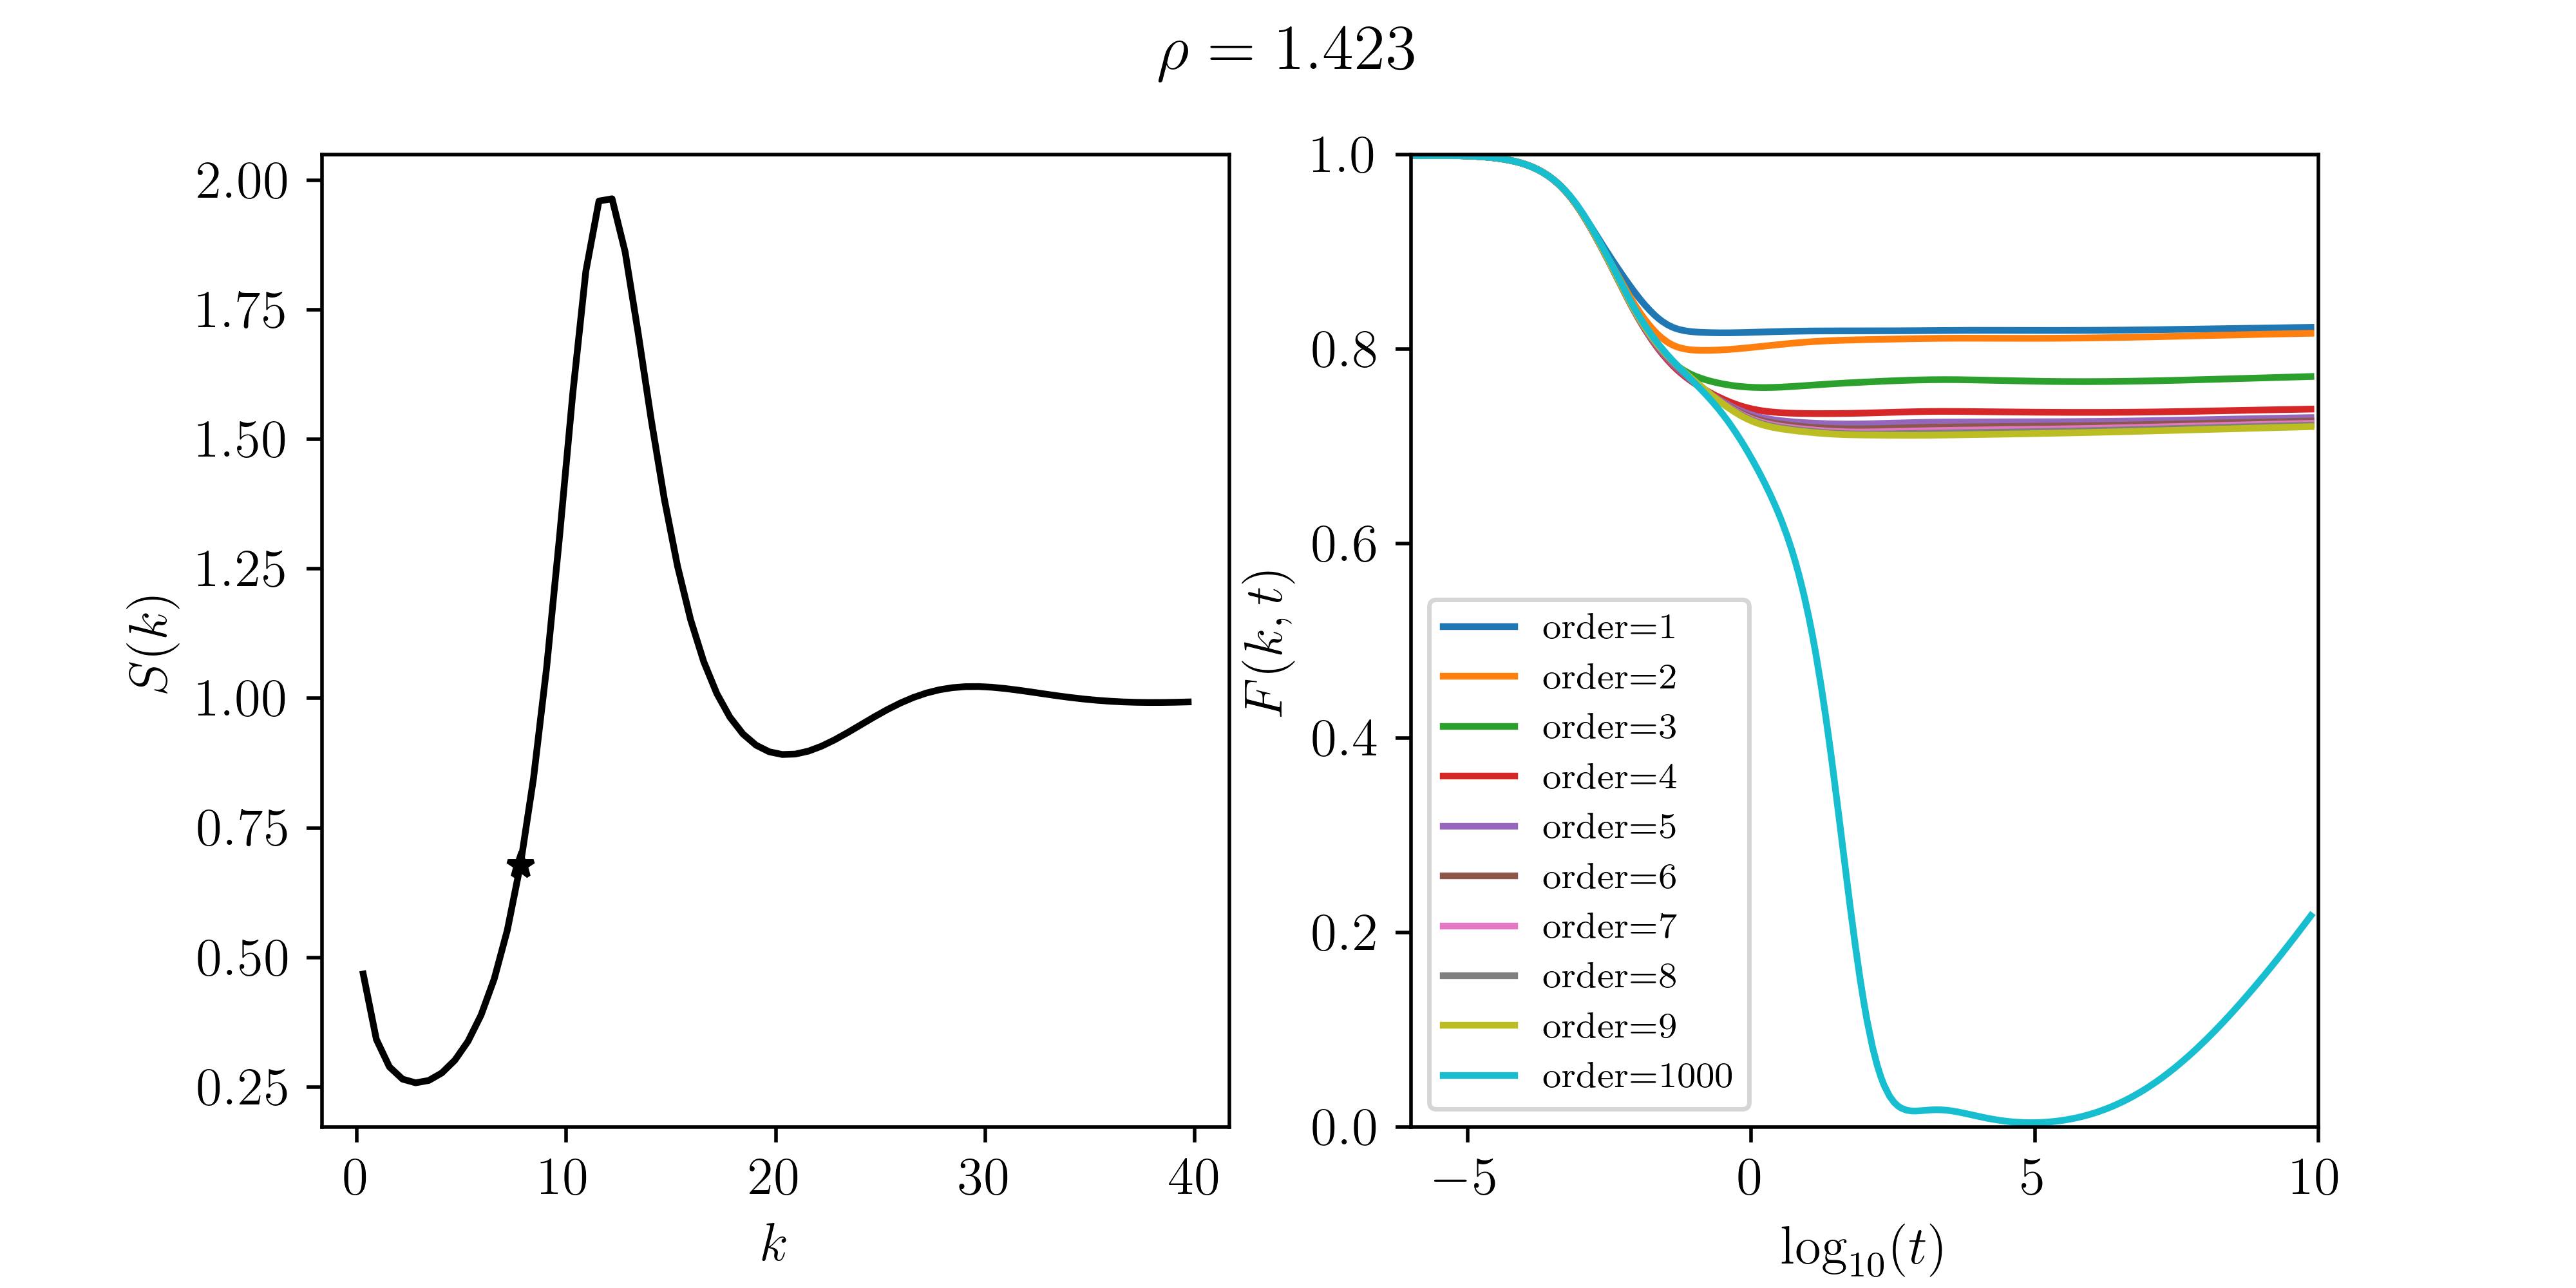 ρ = 1.423
S(k)
2.00
1.75
1.50
1.25
1.00
0.75
0.50
0.25
0 10 20 30 40
k
F(k, t)
1.0
0.8
0.6
0.4
0.2
0.0
order=1
order=2
order=3
order=4
order=5
order=6
order=7
order=8
order=9
order=1000
−5 0 5 10
log₁₀(t)